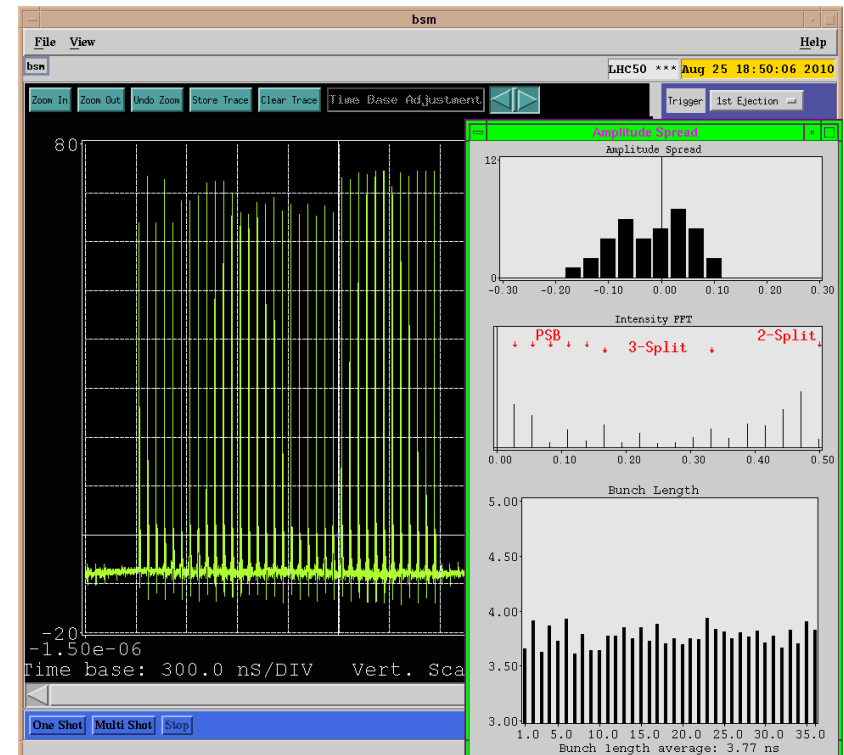 bsm
File View Help
bsm
LHC50 *** Aug 25 18:50:06 2010
Zoom In Zoom Out Undo Zoom Store Trace Clear Trace Time Base Adjustment Trigger 1st Ejection
80
-20
-1.50e-06
Time base: 300.0 nS/DIV Vert. Sca
One Shot Multi Shot Stop
Amplitude Spread
Amplitude Spread
12
0
-0.30 -0.20 -0.10 0.00 0.10 0.20 0.30
Intensity FFT
PSB 3-Split 2-Split
0.00 0.10 0.20 0.30 0.40 0.50
Bunch Length
5.00
4.50
4.00
3.50
3.00
1.0 5.0 10.0 15.0 20.0 25.0 30.0 35.0
Bunch length average: 3.77 ns